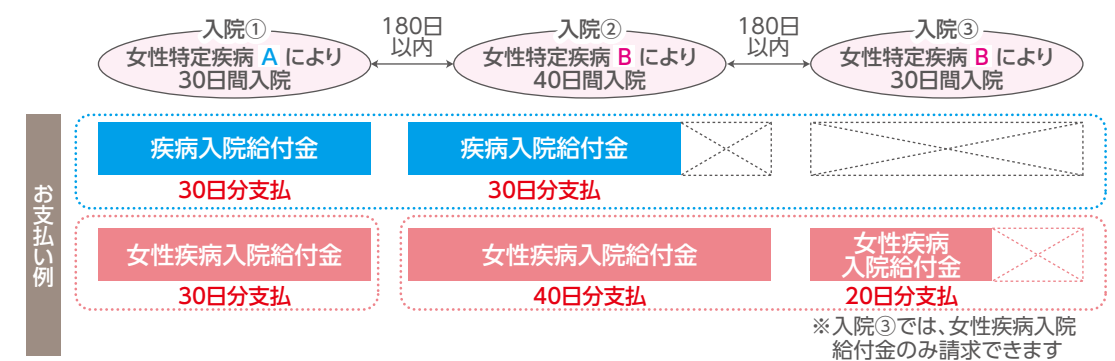 入院①
女性特定疾病 A により
30日間入院
180日
以内
入院②
女性特定疾病 B により
40日間入院
180日
以内
入院③
女性特定疾病 B により
30日間入院
お支払い例
疾病入院給付金
30日分支払
疾病入院給付金
30日分支払
女性疾病入院給付金
30日分支払
女性疾病入院給付金
40日分支払
女性疾病
入院給付金
20日分支払
※入院③では、女性疾病入院
給付金のみ請求できます